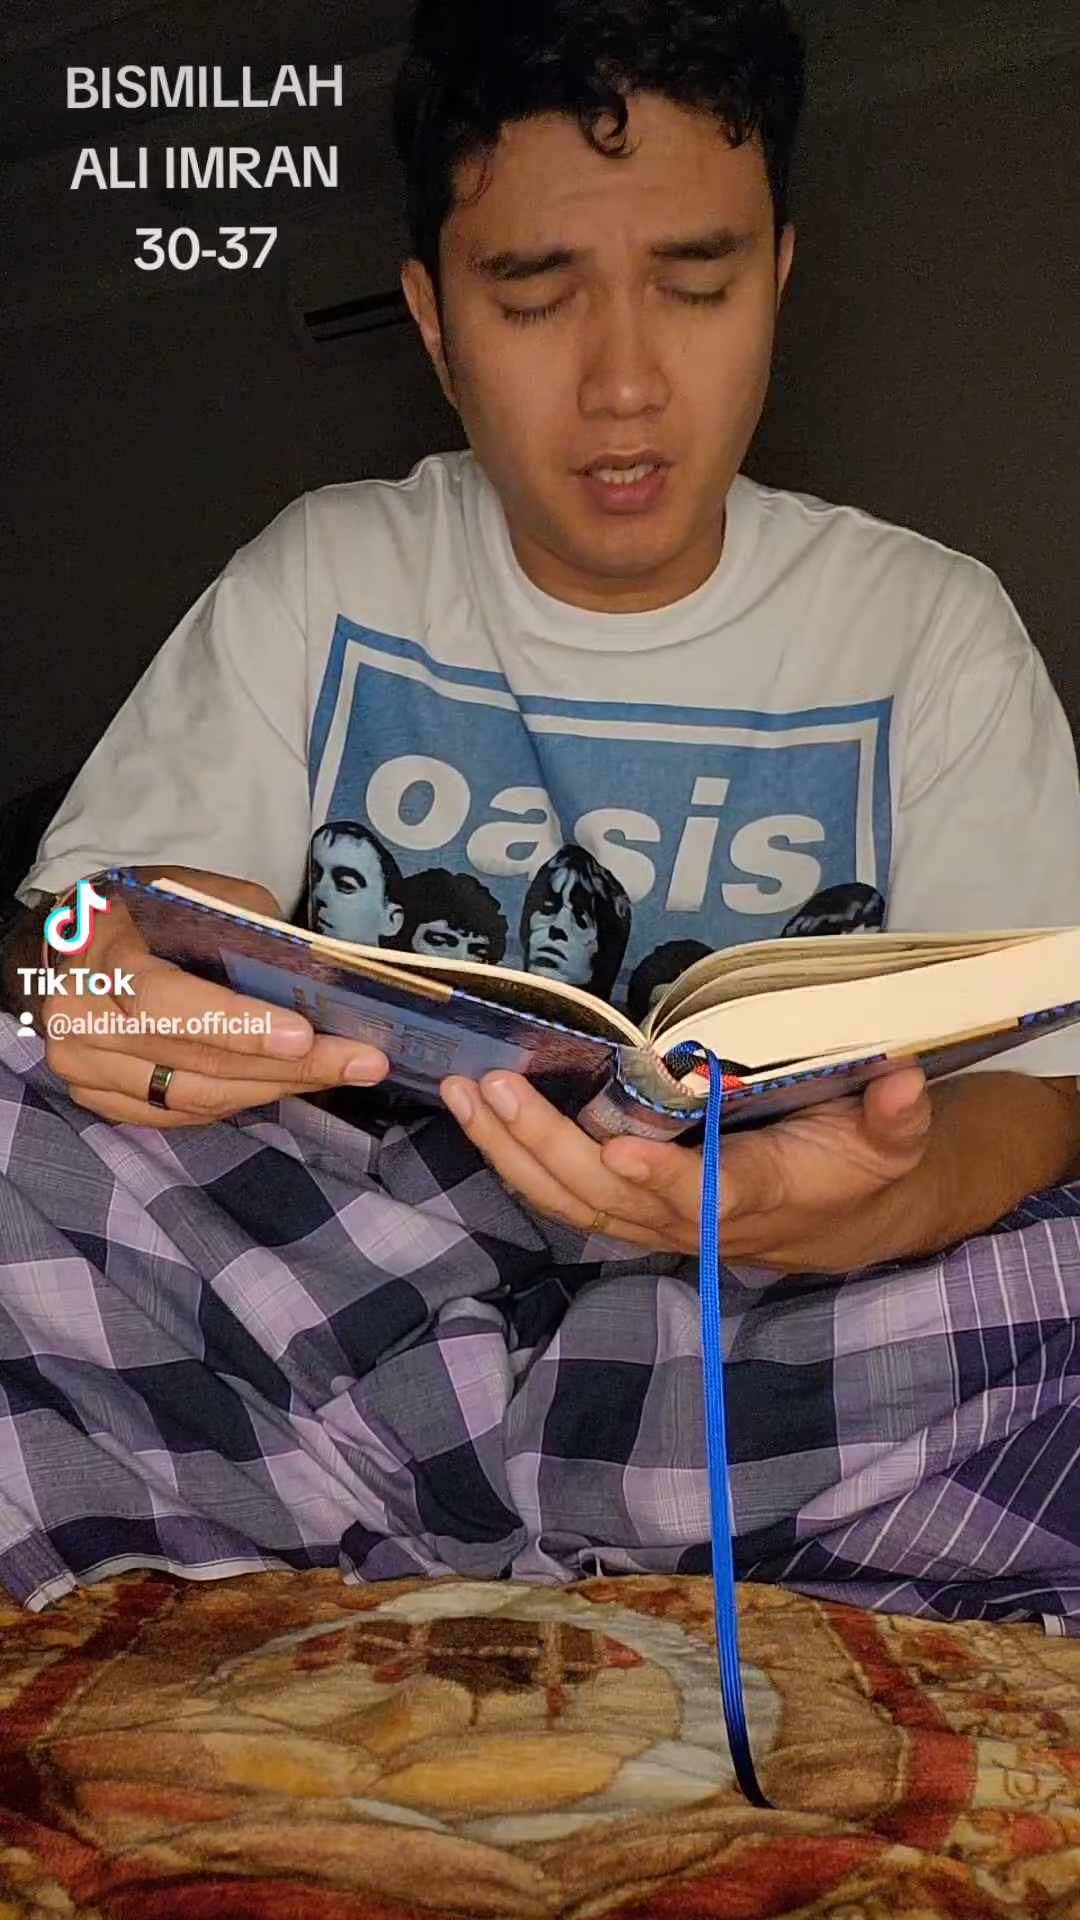 BISMILLAH
ALI IMRAN
30-37
oasis
TikTok
@alditaher.official